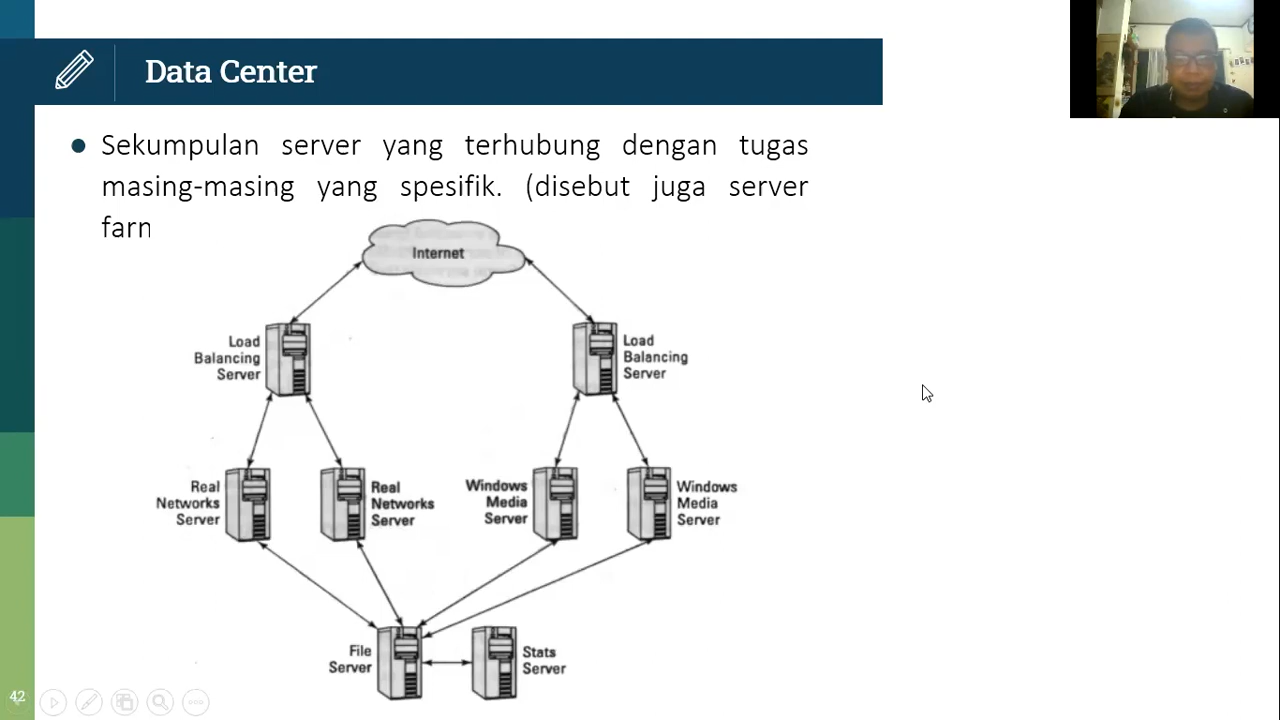 Data Center
Sekumpulan server yang terhubung dengan tugas
masing-masing yang spesifik. (disebut juga server
Internet
Load
Balancing
Server
Load
Balancing
Server
Real
Networks
Server
Real
Networks
Server
Windows
Media
Server
Windows
Media
Server
File
Server
Stats
Server
42